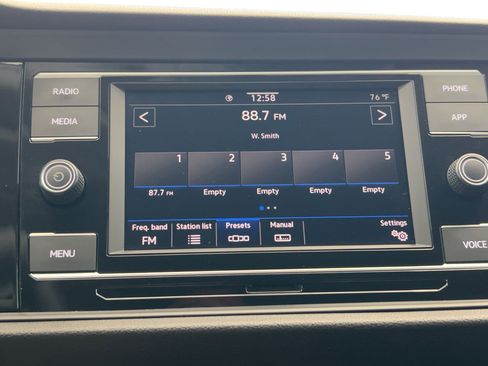 RADIO
MEDIA
MENU
12:58
76 °F
< 88.7 FM >
W. Smith
1 2 3 4 5
87.7 FM Empty Empty Empty Empty
Freq. band Station list Presets Manual Settings
FM
PHONE
APP
VOICE